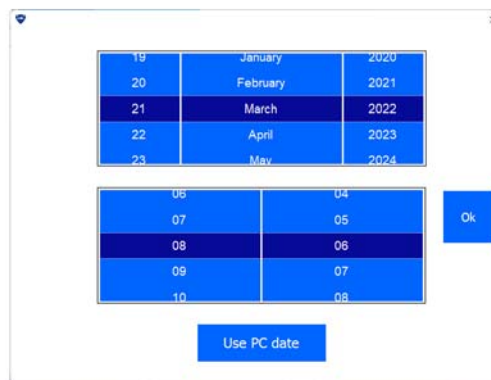 19 January 2020
20 February 2021
21 March 2022
22 April 2023
23 May 2024
06 04
07 05
08 06
09 07
10 08
Ok
Use PC date